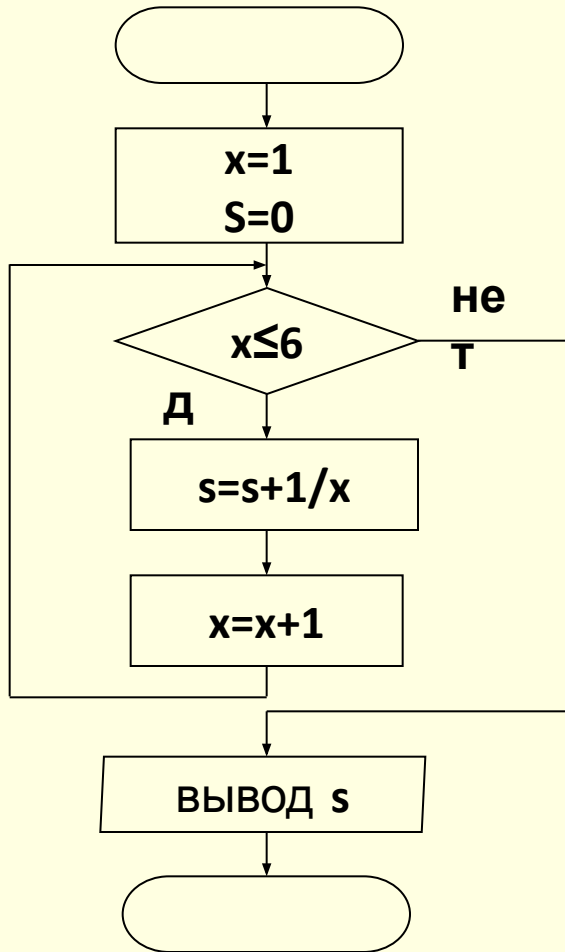 x=1
S=0
не
x≤6
т
д
s=s+1/x
x=x+1
вывод s